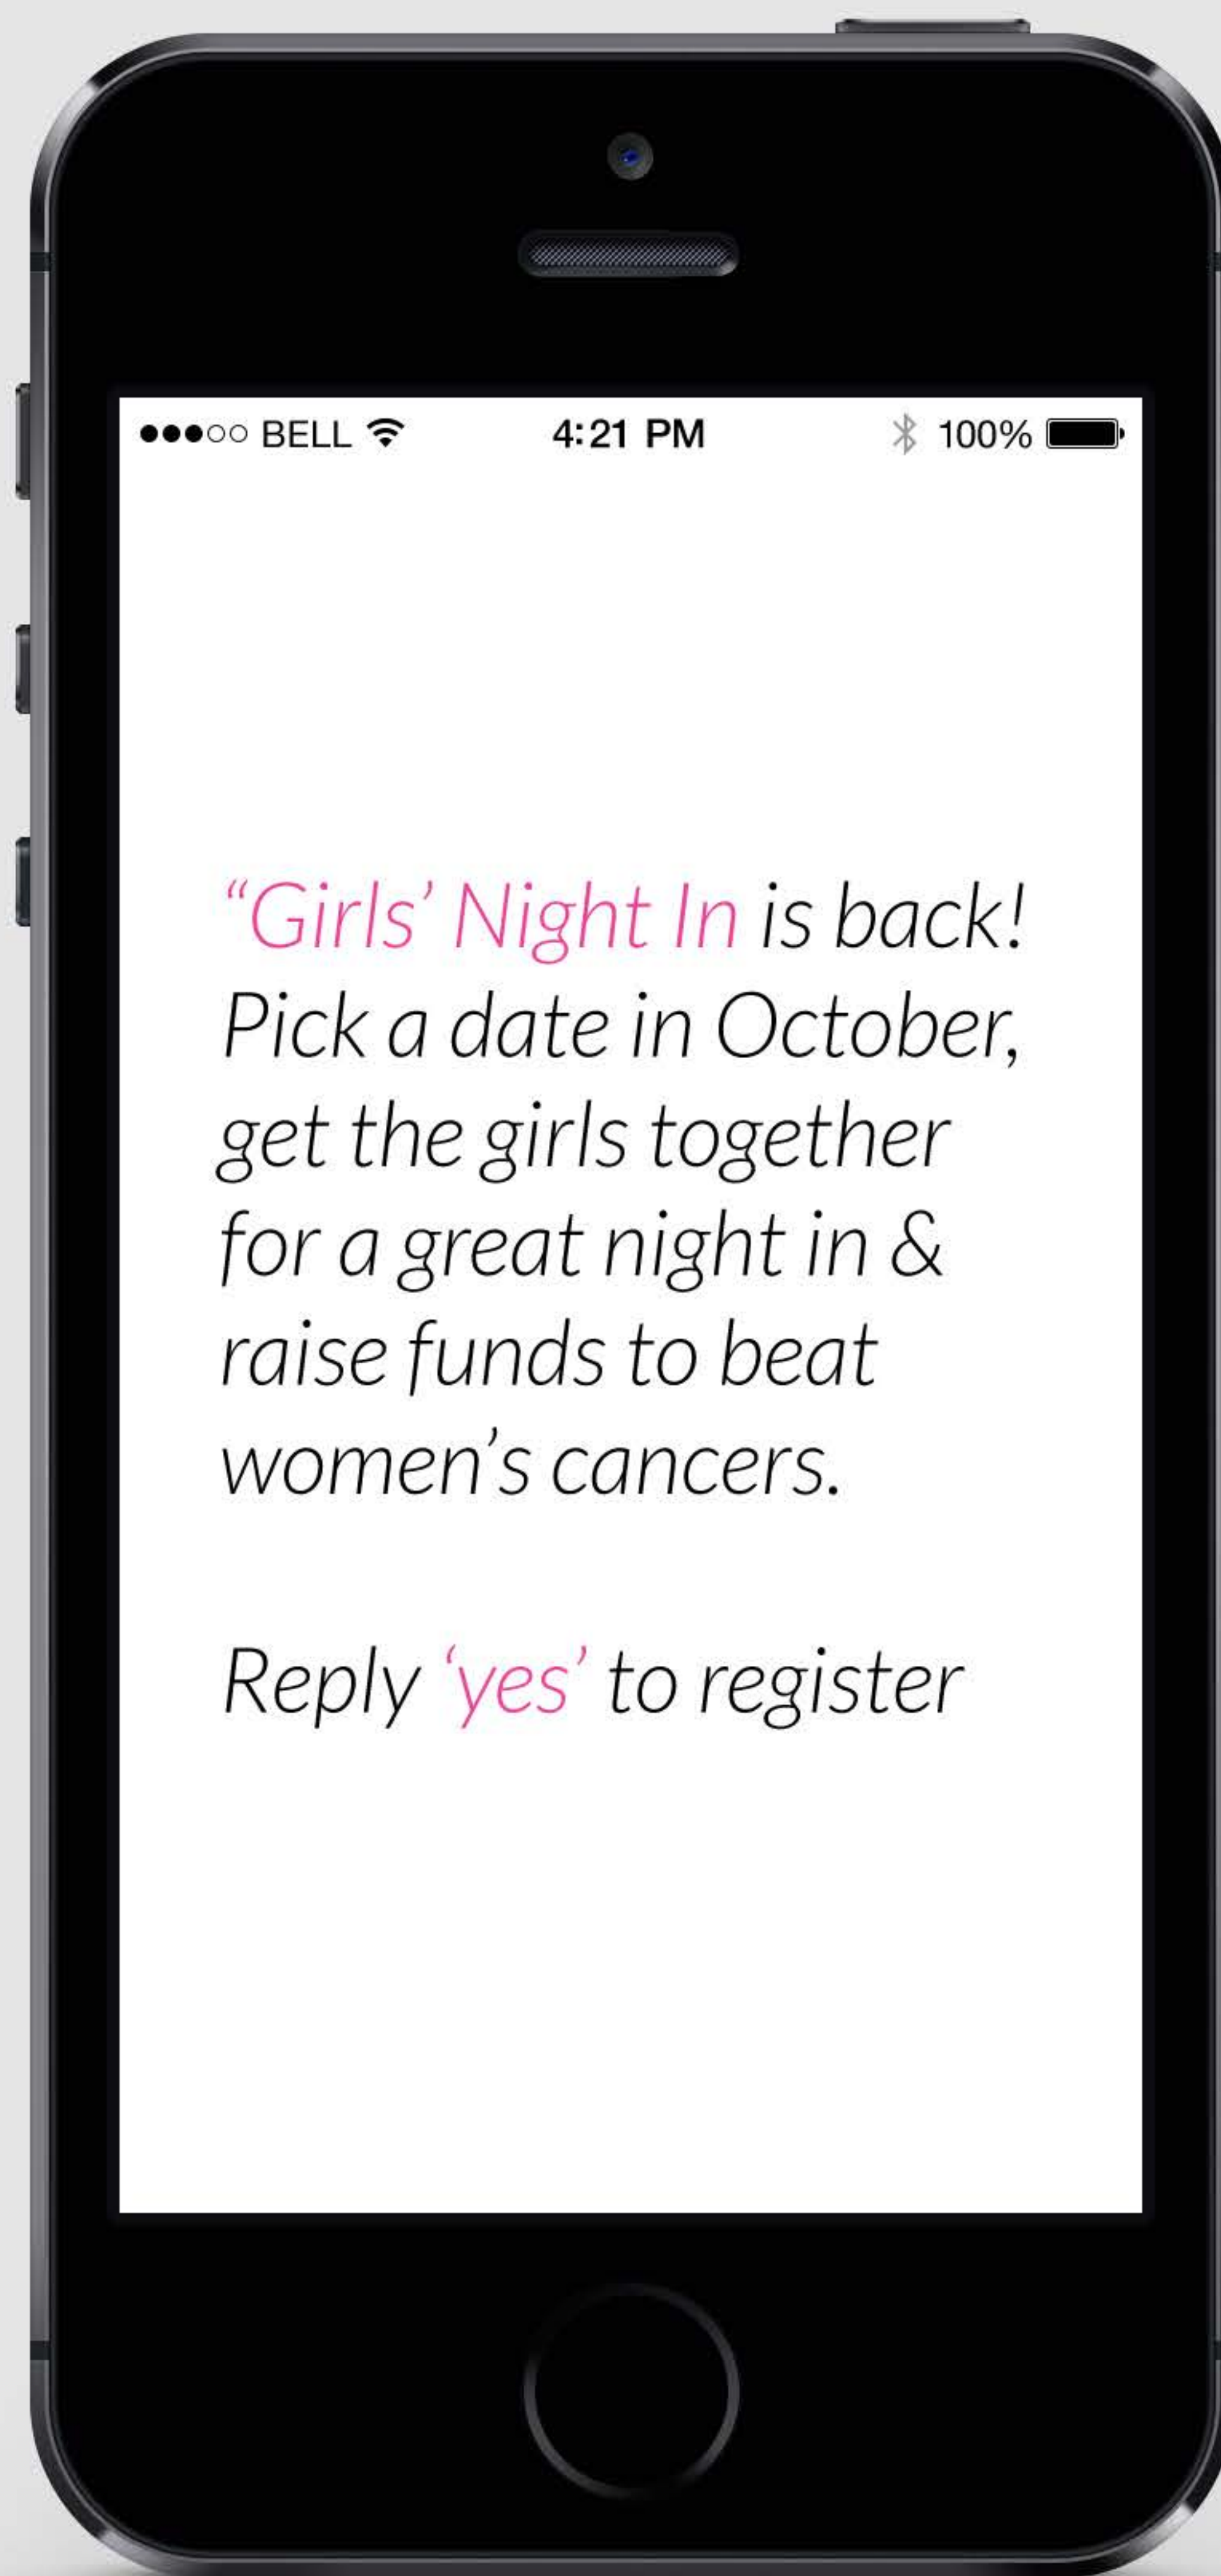 BELL 4:21 PM 100%
“Girls’ Night In is back!
Pick a date in October,
get the girls together
for a great night in &
raise funds to beat
women’s cancers.
Reply ‘yes’ to register